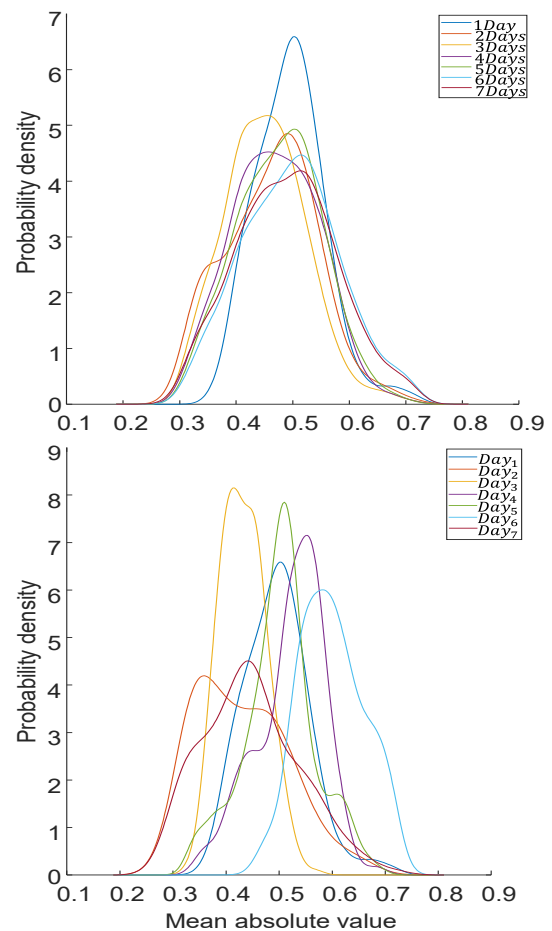 7
6
5
4
3
2
1
0
Probability density
1Day
2Days
3Days
4Days
5Days
6Days
7Days
0.1 0.2 0.3 0.4 0.5 0.6 0.7 0.8 0.9
9
8
7
6
5
4
3
2
1
0
Probability density
Day₁
Day₂
Day₃
Day₄
Day₅
Day₆
Day₇
0.1 0.2 0.3 0.4 0.5 0.6 0.7 0.8 0.9
Mean absolute value